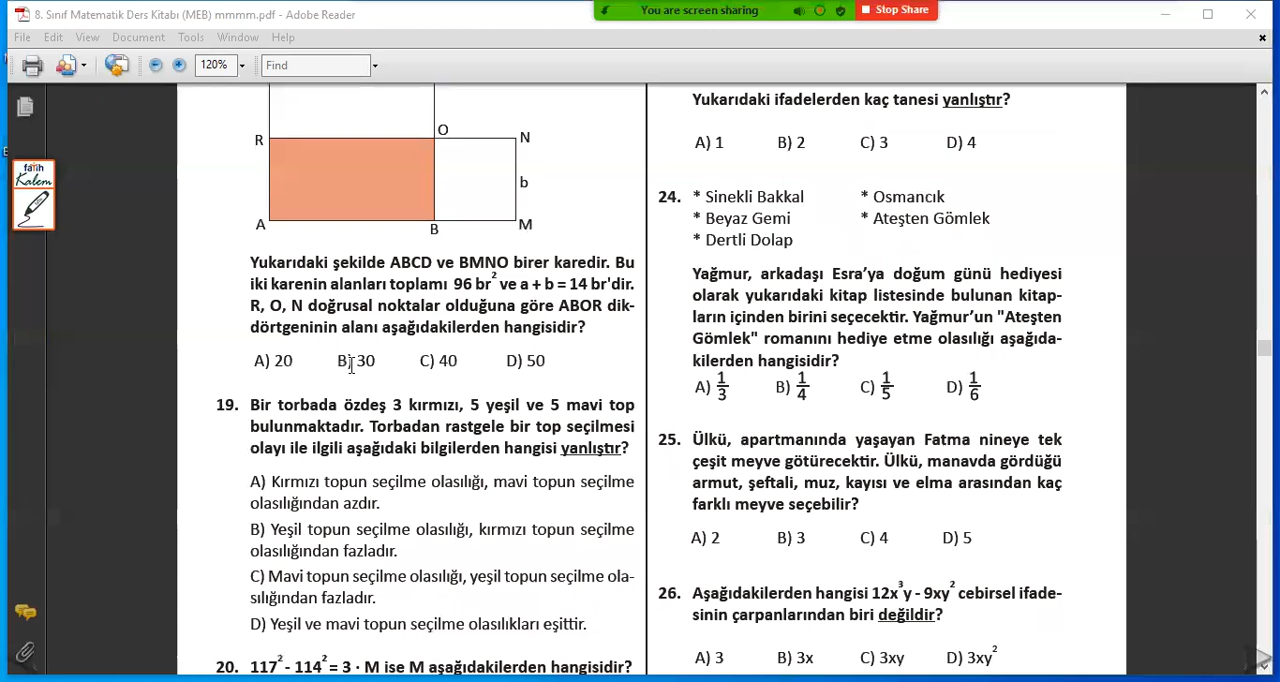 8. Sınıf Matematik Ders Kitabı (MEB) mmmm.pdf - Adobe Reader
You are screen sharing
Stop Share
File Edit View Document Tools Window Help
120%
Find
fatih
Kalem
R
O
N
b
A
B
M
Yukarıdaki şekilde ABCD ve BMNO birer karedir. Bu
iki karenin alanları toplamı 96 br² ve a + b = 14 br'dir.
R, O, N doğrusal noktalar olduğuna göre ABOR dik-
dörtgeninin alanı aşağıdakilerden hangisidir?
A) 20 B) 30 C) 40 D) 50
19. Bir torbada özdeş 3 kırmızı, 5 yeşil ve 5 mavi top
bulunmaktadır. Torbadan rastgele bir top seçilmesi
olayı ile ilgili aşağıdaki bilgilerden hangisi yanlıştır?
A) Kırmızı topun seçilme olasılığı, mavi topun seçilme
olasılığından azdır.
B) Yeşil topun seçilme olasılığı, kırmızı topun seçilme
olasılığından fazladır.
C) Mavi topun seçilme olasılığı, yeşil topun seçilme ola-
sılığından fazladır.
D) Yeşil ve mavi topun seçilme olasılıkları eşittir.
20. 117² - 114² = 3 · M ise M aşağıdakilerden hangisidir?
Yukarıdaki ifadelerden kaç tanesi yanlıştır?
A) 1 B) 2 C) 3 D) 4
24. * Sinekli Bakkal * Osmancık
* Beyaz Gemi * Ateşten Gömlek
* Dertli Dolap
Yağmur, arkadaşı Esra'ya doğum günü hediyesi
olarak yukarıdaki kitap listesinde bulunan kitap-
ların içinden birini seçecektir. Yağmur'un "Ateşten
Gömlek" romanını hediye etme olasılığı aşağıda-
kilerden hangisidir?
A) 1/3 B) 1/4 C) 1/5 D) 1/6
25. Ülkü, apartmanında yaşayan Fatma nineye tek
çeşit meyve götürecektir. Ülkü, manavda gördüğü
armut, şeftali, muz, kayısı ve elma arasından kaç
farklı meyve seçebilir?
A) 2 B) 3 C) 4 D) 5
26. Aşağıdakilerden hangisi 12x³y - 9xy² cebirsel ifade-
sinin çarpanlarından biri değildir?
A) 3 B) 3x C) 3xy D) 3xy²